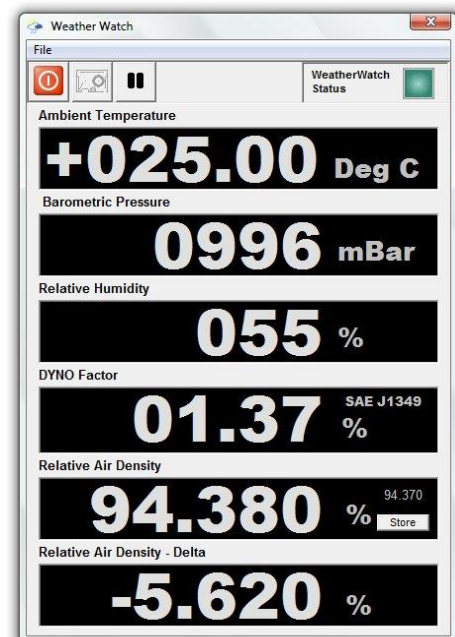 Weather Watch
File
WeatherWatch
Status
Ambient Temperature
+025.00 Deg C
Barometric Pressure
0996 mBar
Relative Humidity
055 %
DYNO Factor
SAE J1349
01.37 %
Relative Air Density
94.370
94.380 %
Store
Relative Air Density - Delta
-5.620 %